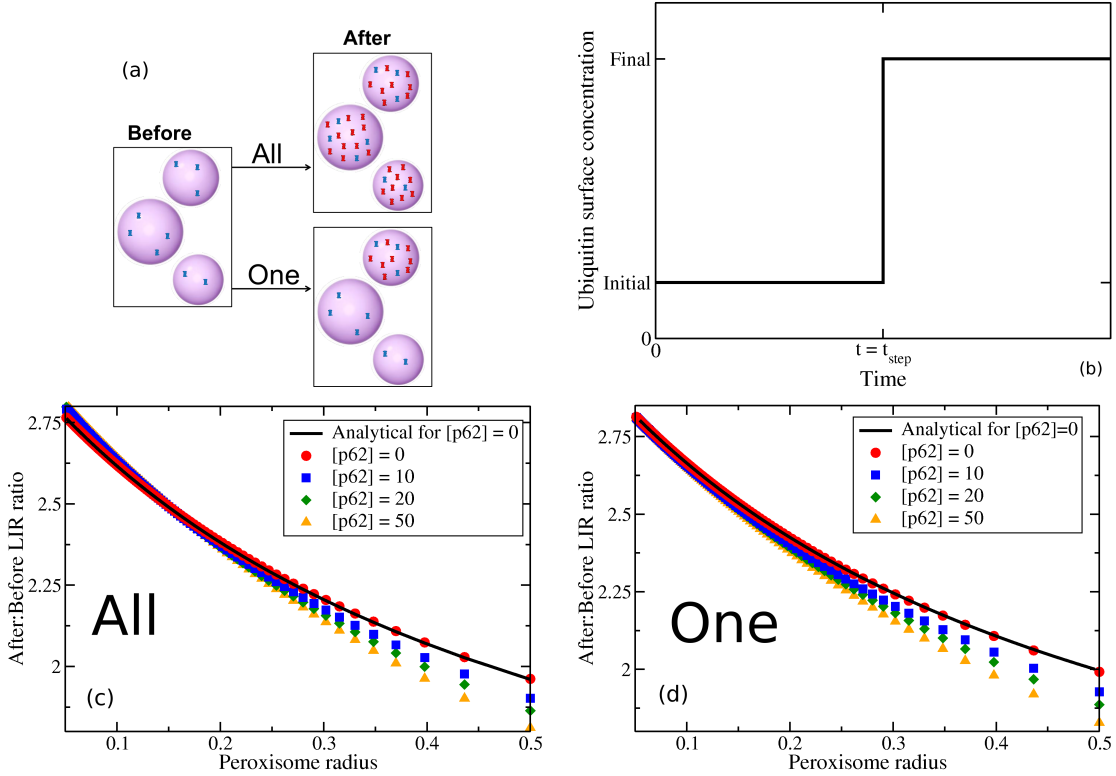 (a)
Before
All
One
After
Ubiquitin surface concentration
Final
Initial
0
0
t = t_step
Time
(b)
After:Before LIR ratio
2.75
2.5
2.25
2
Analytical for [p62] = 0
[p62] = 0
[p62] = 10
[p62] = 20
[p62] = 50
All
(c)
0.1
0.2
0.3
0.4
0.5
Peroxisome radius
After:Before LIR ratio
2.75
2.5
2.25
2
Analytical for [p62]=0
[p62] = 0
[p62] = 10
[p62] = 20
[p62] = 50
One
(d)
0.1
0.2
0.3
0.4
0.5
Peroxisome radius